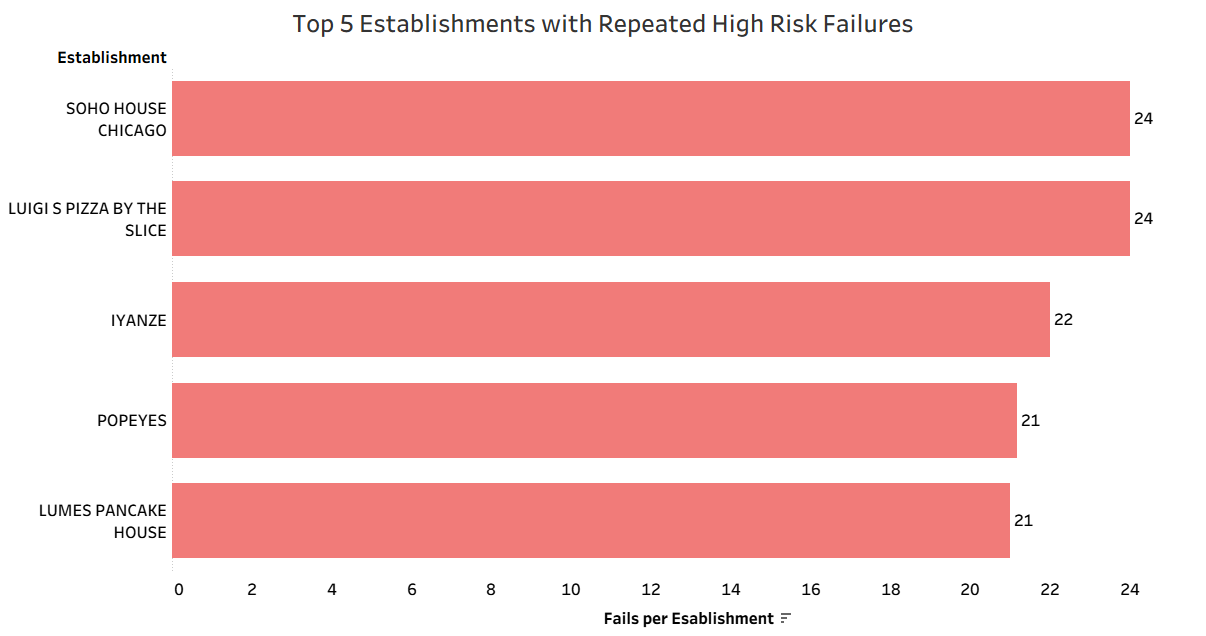 Top 5 Establishments with Repeated High Risk Failures
Establishment
SOHO HOUSE
CHICAGO
24
LUIGI S PIZZA BY THE
SLICE
24
IYANZE
22
POPEYES
21
LUMES PANCAKE
HOUSE
21
0 2 4 6 8 10 12 14 16 18 20 22 24
Fails per Esablishment